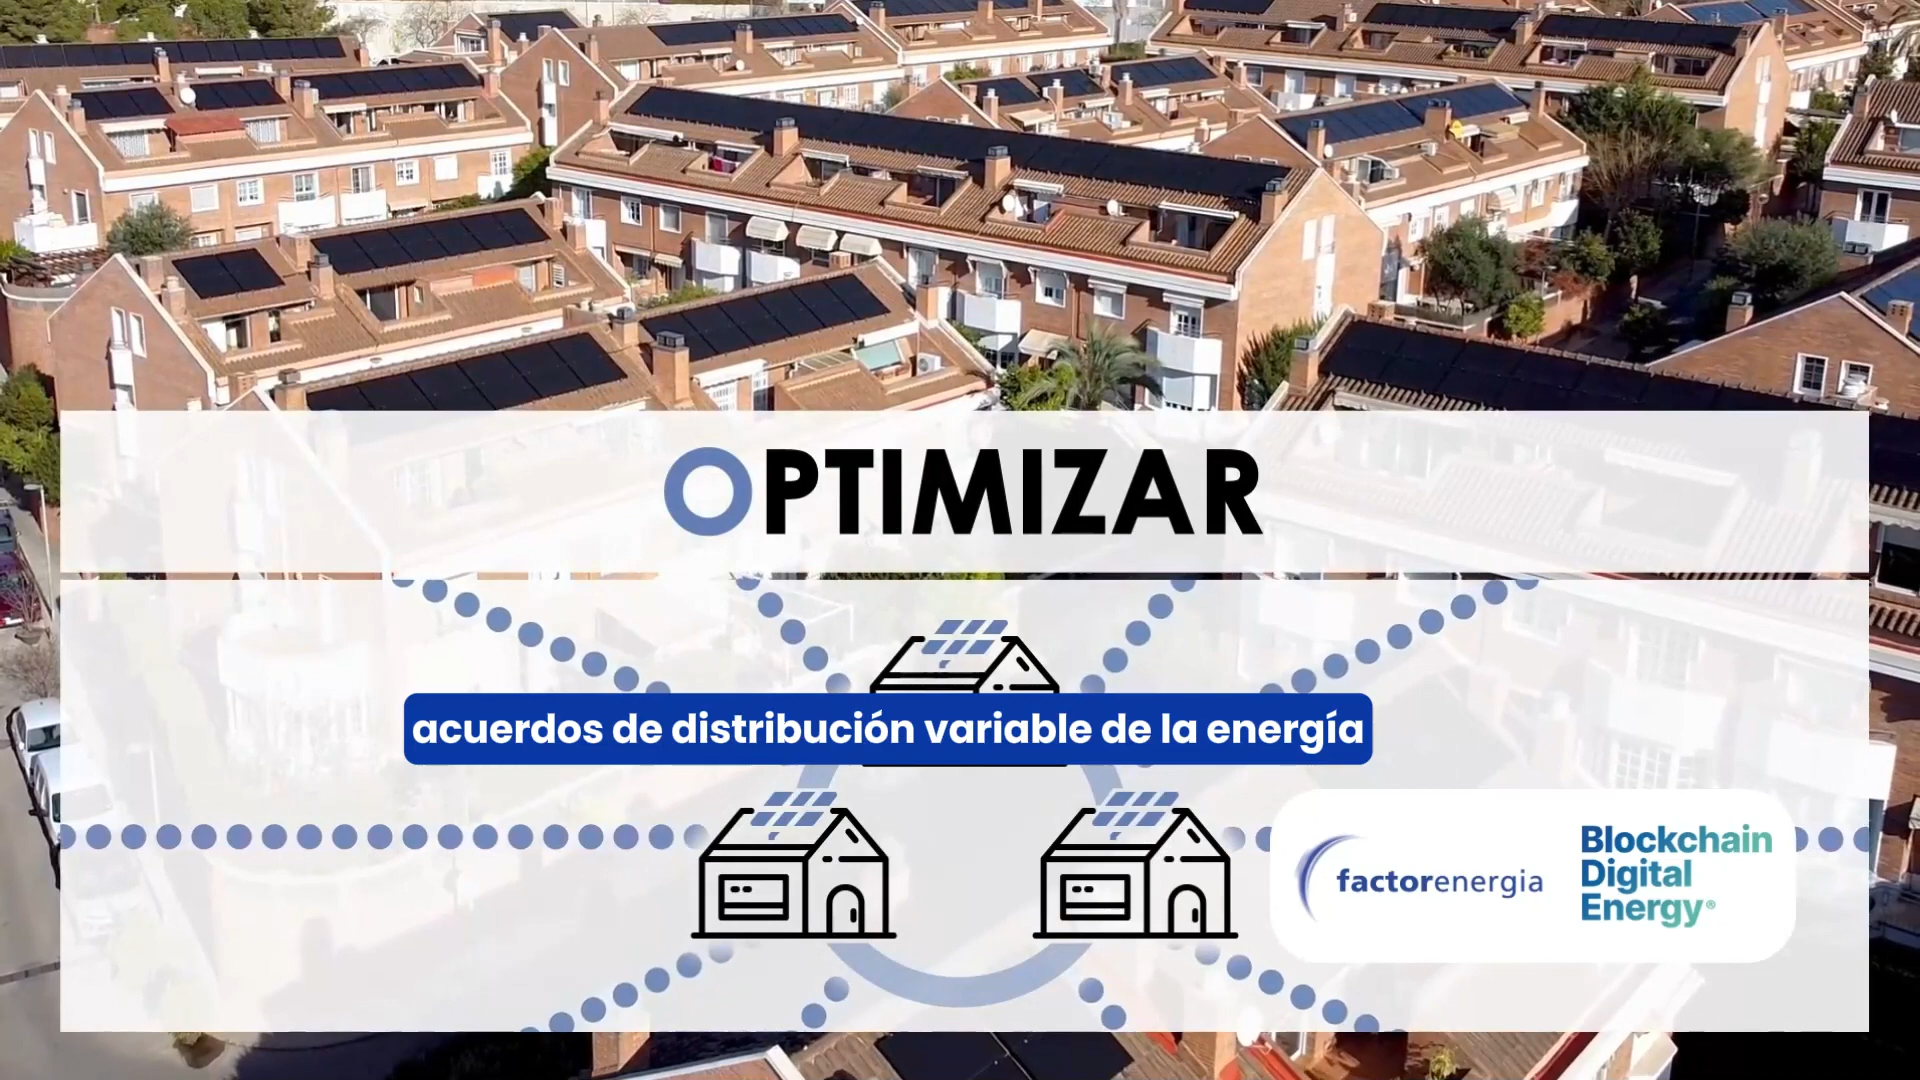 OPTIMIZAR
acuerdos de distribución variable de la energía
factorenergia
Blockchain
Digital
Energy®